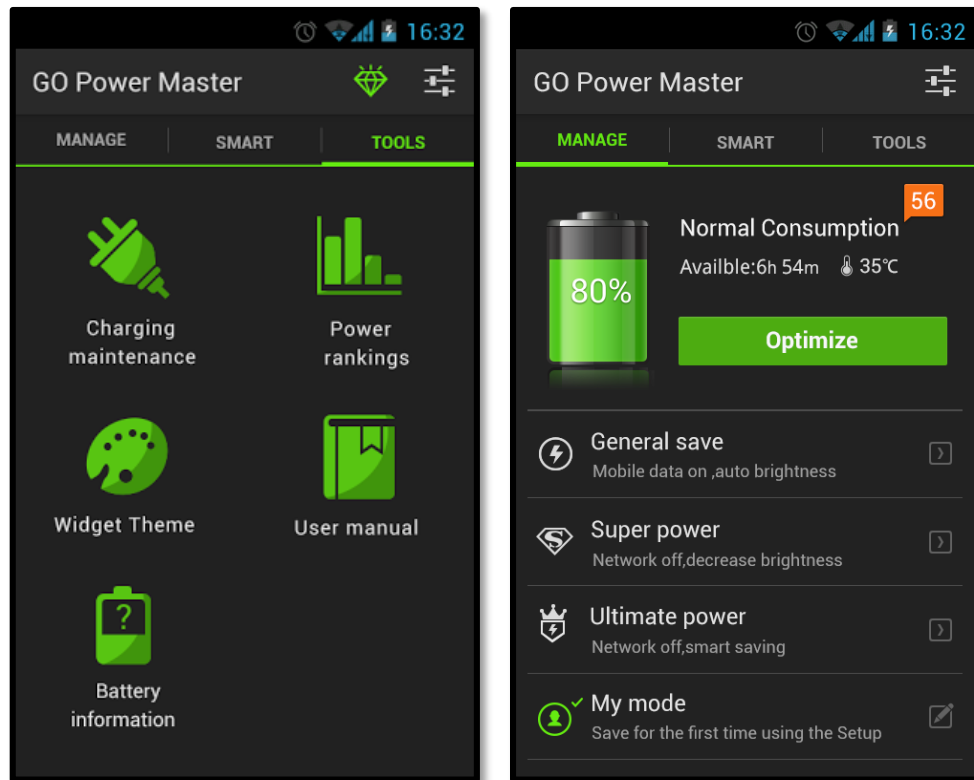 16:32
GO Power Master
MANAGE SMART TOOLS
Charging
maintenance
Power
rankings
Widget Theme
User manual
?
Battery
information
16:32
GO Power Master
MANAGE SMART TOOLS
56
Normal Consumption
Availble:6h 54m 35℃
80%
Optimize
General save
Mobile data on ,auto brightness
S
Super power
Network off,decrease brightness
Ultimate power
Network off,smart saving
My mode
Save for the first time using the Setup